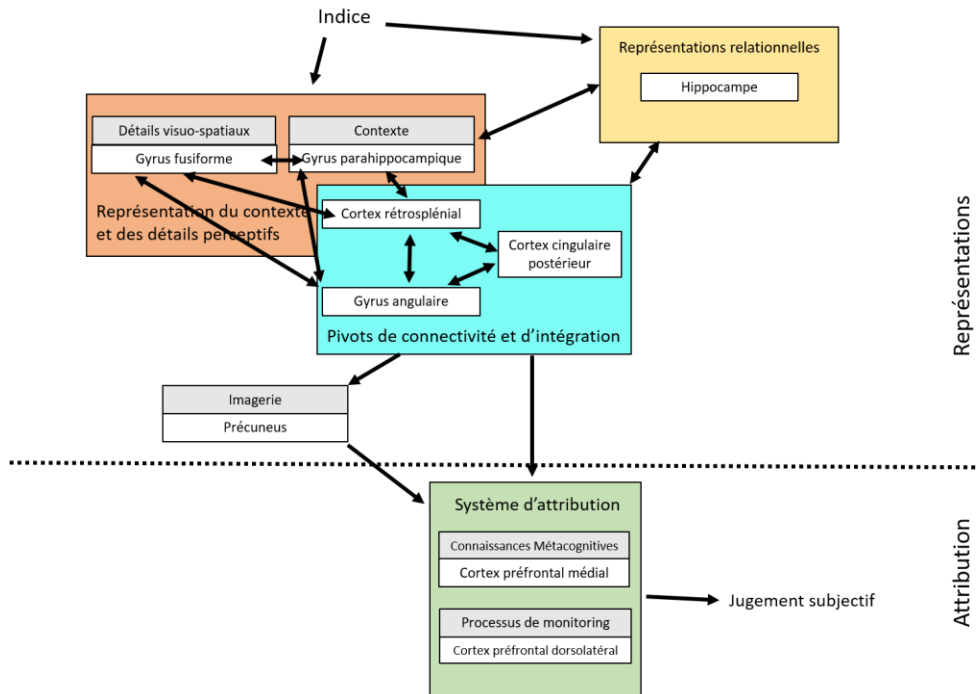 Indice
Représentations relationnelles
Hippocampe
Détails visuo-spatiaux
Gyrus fusiforme
Contexte
Gyrus parahippocampique
Représentation du contexte
et des détails perceptifs
Cortex rétrosplénial
Cortex cingulaire
postérieur
Gyrus angulaire
Pivots de connectivité et d’intégration
Représentations
Imagerie
Précuneus
Système d’attribution
Connaissances Métacognitives
Cortex préfrontal médial
Processus de monitoring
Cortex préfrontal dorsolatéral
Jugement subjectif
Attribution